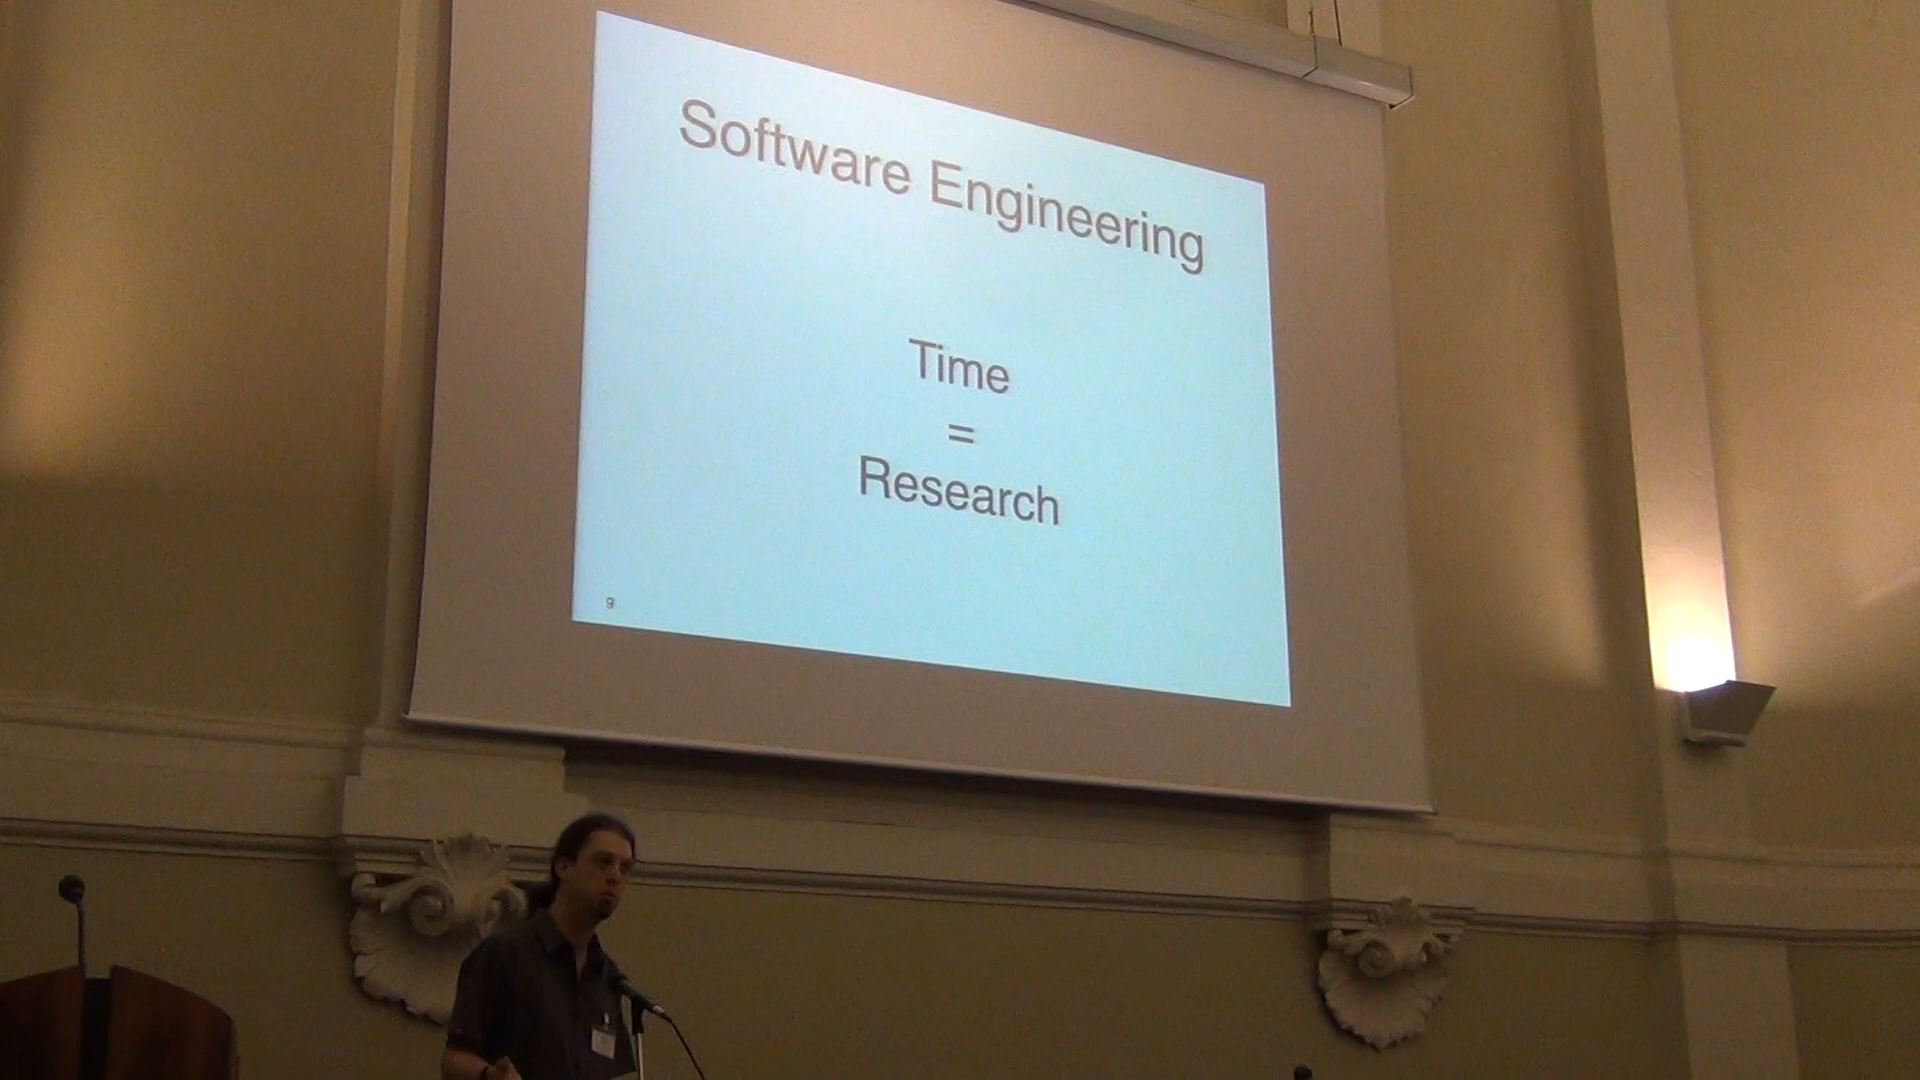 Software Engineering
Time
=
Research
9